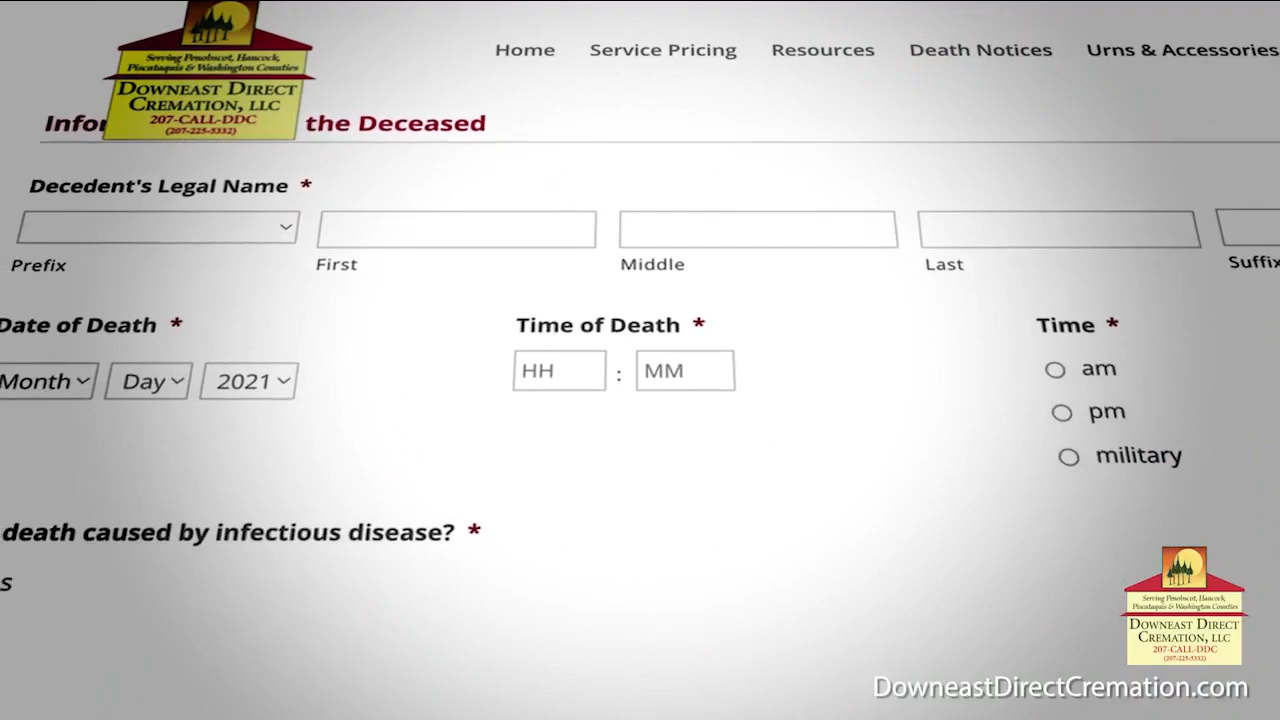 Serving Penobscot, Hancock,
Piscataquis & Washington Counties
DOWNEAST DIRECT
CREMATION, LLC
207-CALL-DDC
(207-225-3332)
Home Service Pricing Resources Death Notices Urns & Accessories
Infor the Deceased
Decedent's Legal Name *
Prefix First Middle Last Suffix
Date of Death * Time of Death * Time *
Month Day 2021 HH : MM am
pm
military
death caused by infectious disease? *
s
Serving Penobscot, Hancock,
Piscataquis & Washington Counties
DOWNEAST DIRECT
CREMATION, LLC
207-CALL-DDC
(207-225-3332)
DowneastDirectCremation.com